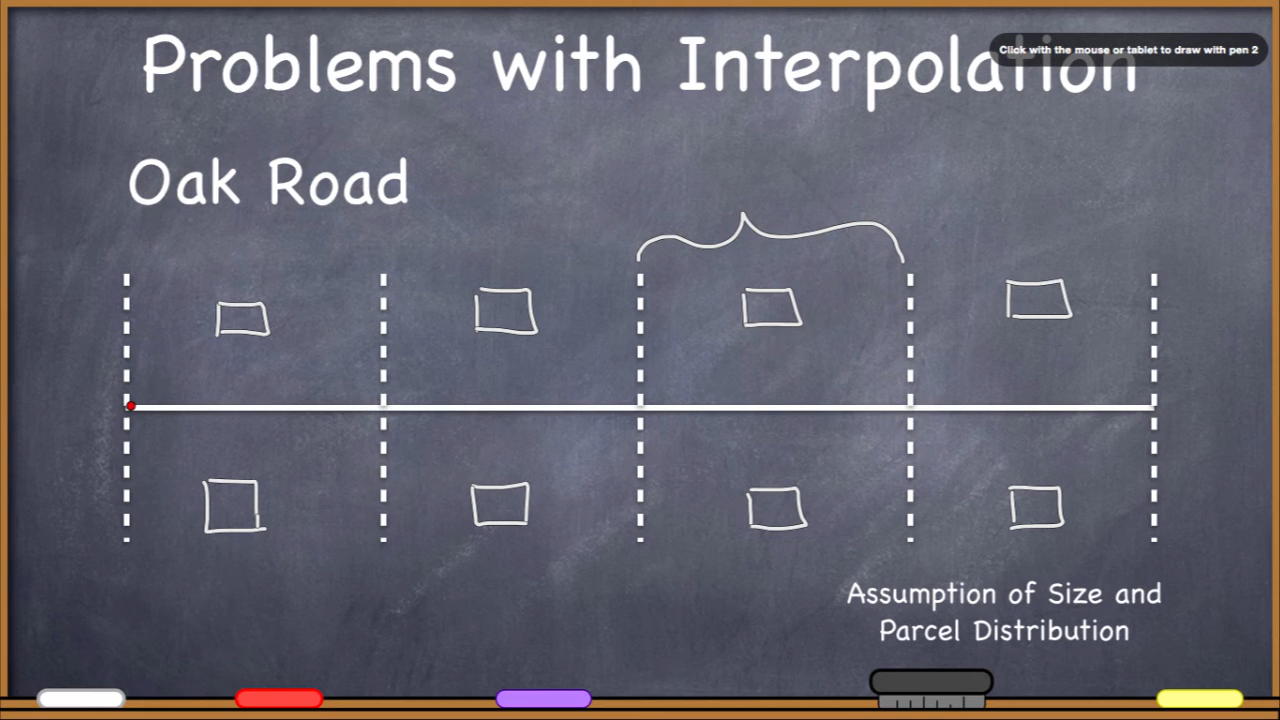 Problems with Interpolation
Click with the mouse or tablet to draw with pen 2
Oak Road
Assumption of Size and
Parcel Distribution